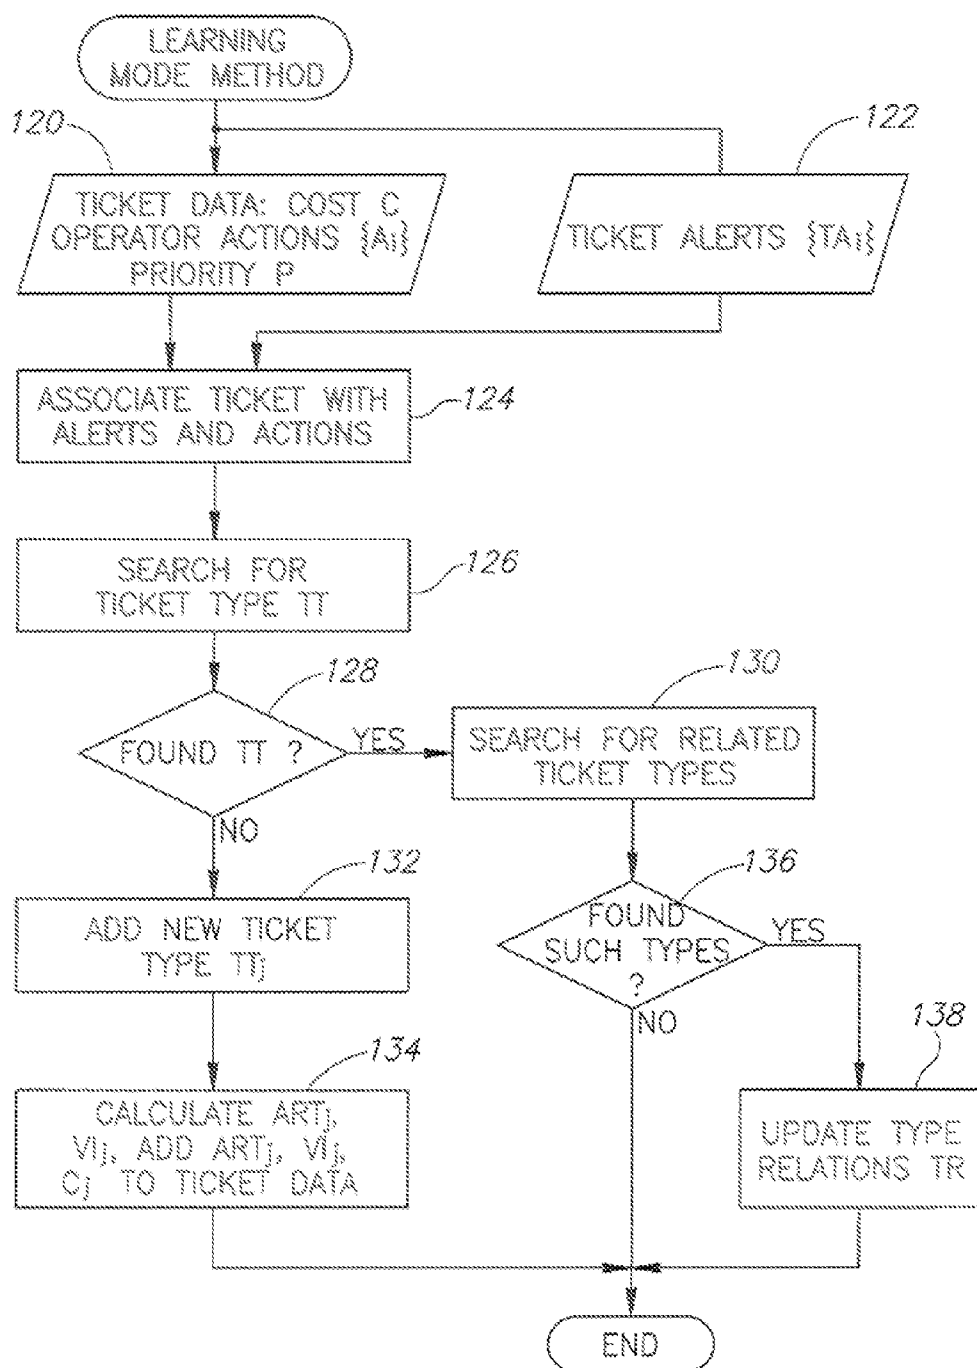 LEARNING
MODE METHOD
120
122
TICKET DATA: COST C
OPERATOR ACTIONS {Ai}
PRIORITY P
TICKET ALERTS {TAi}
ASSOCIATE TICKET WITH
ALERTS AND ACTIONS
124
SEARCH FOR
TICKET TYPE TT
126
128
FOUND TT ?
YES
NO
130
SEARCH FOR RELATED
TICKET TYPES
132
ADD NEW TICKET
TYPE TTj
136
FOUND
SUCH TYPES
?
YES
NO
134
CALCULATE ARTj,
VIj, ADD ARTj, VIj,
Cj TO TICKET DATA
138
UPDATE TYPE
RELATIONS TR
END